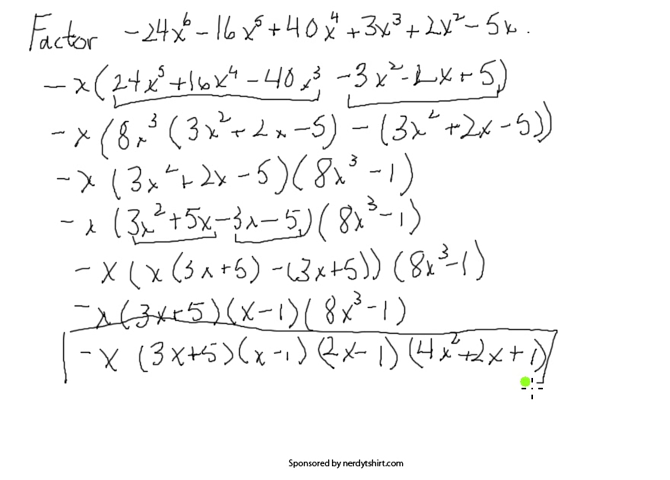 Factor -24x⁶ - 16x⁵ + 40x⁴ + 3x³ + 2x² - 5x.
-x(24x⁵ + 16x⁴ - 40x³ - 3x² - 2x + 5)
-x(8x³(3x² + 2x - 5) - (3x² + 2x - 5))
-x(3x² + 2x - 5)(8x³ - 1)
-x(3x² + 5x - 3x - 5)(8x³ - 1)
-x(x(3x + 5) - (3x + 5))(8x³ - 1)
-x(3x + 5)(x - 1)(8x³ - 1)
-x(3x + 5)(x - 1)(2x - 1)(4x² + 2x + 1)
Sponsored by nerdytshirt.com